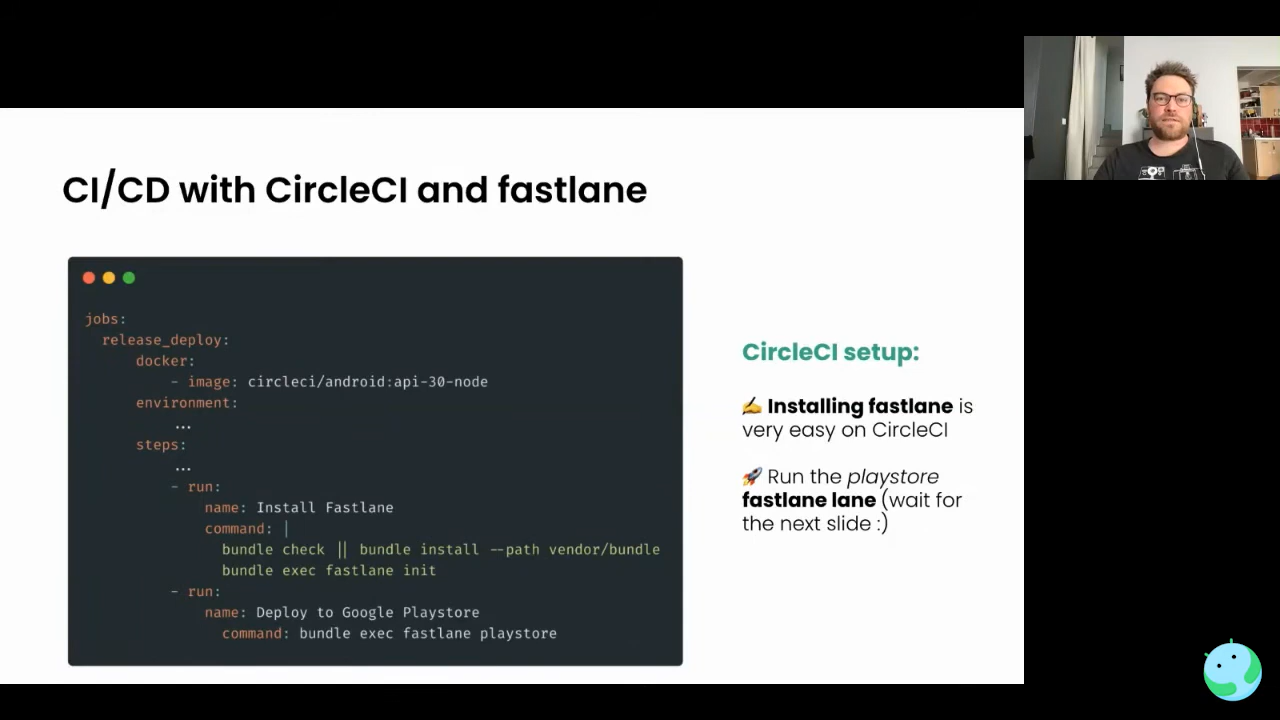 CI/CD with CircleCI and fastlane
jobs:
release_deploy:
docker:
- image: circleci/android:api-30-node
environment:
...
steps:
...
- run:
name: Install Fastlane
command: |
bundle check || bundle install --path vendor/bundle
bundle exec fastlane init
- run:
name: Deploy to Google Playstore
command: bundle exec fastlane playstore
CircleCI setup:
✍️ Installing fastlane is
very easy on CircleCI
🚀 Run the playstore
fastlane lane (wait for
the next slide :)